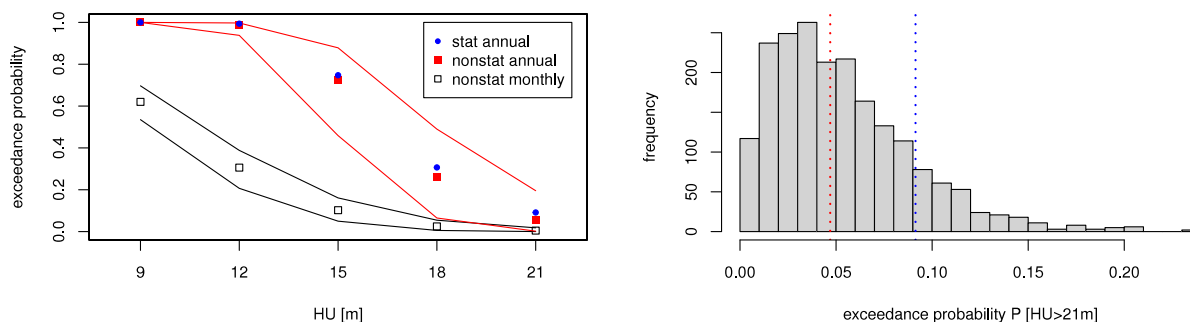 exceedance probability
1.0
0.8
0.6
0.4
0.2
0.0
stat annual
nonstat annual
nonstat monthly
9 12 15 18 21
HU [m]
frequency
200
100
50
0
0.00 0.05 0.10 0.15 0.20
exceedance probability P [HU>21m]